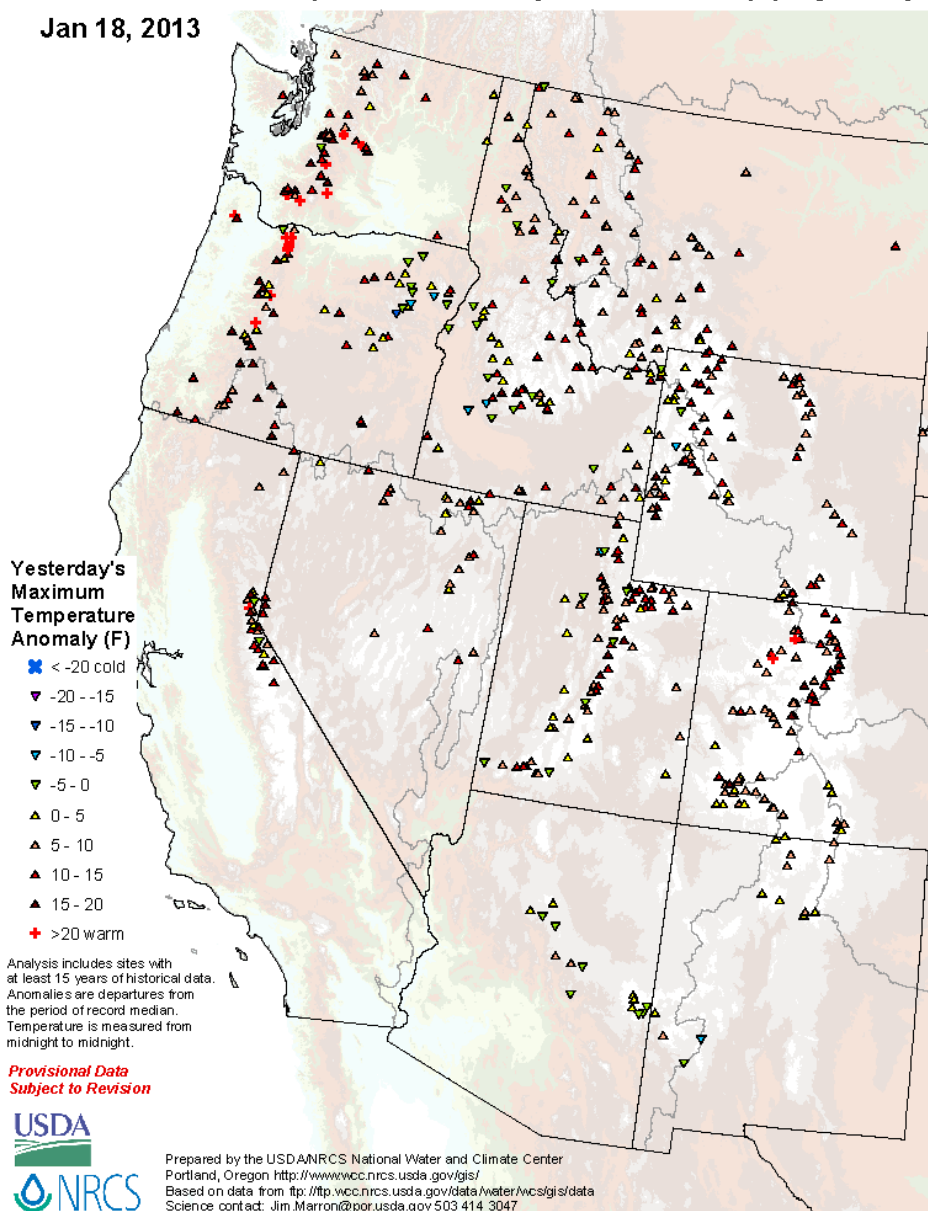 Jan 18, 2013
Yesterday's
Maximum
Temperature
Anomaly (F)
< -20 cold
-20 - -15
-15 - -10
-10 - -5
-5 - 0
0 - 5
5 - 10
10 - 15
15 - 20
>20 warm
Analysis includes sites with
at least 15 years of historical data.
Anomalies are departures from
the period of record median.
Temperature is measured from
midnight to midnight.
Provisional Data
Subject to Revision
USDA
NRCS
Prepared by the USDA/NRCS National Water and Climate Center
Portland, Oregon http://www.wcc.nrcs.usda.gov/gis/
Based on data from ftp://ftp.wcc.nrcs.usda.gov/data/water/wcs/gis/data
Science contact: Jim.Marron@por.usda.gov 503 414 3047